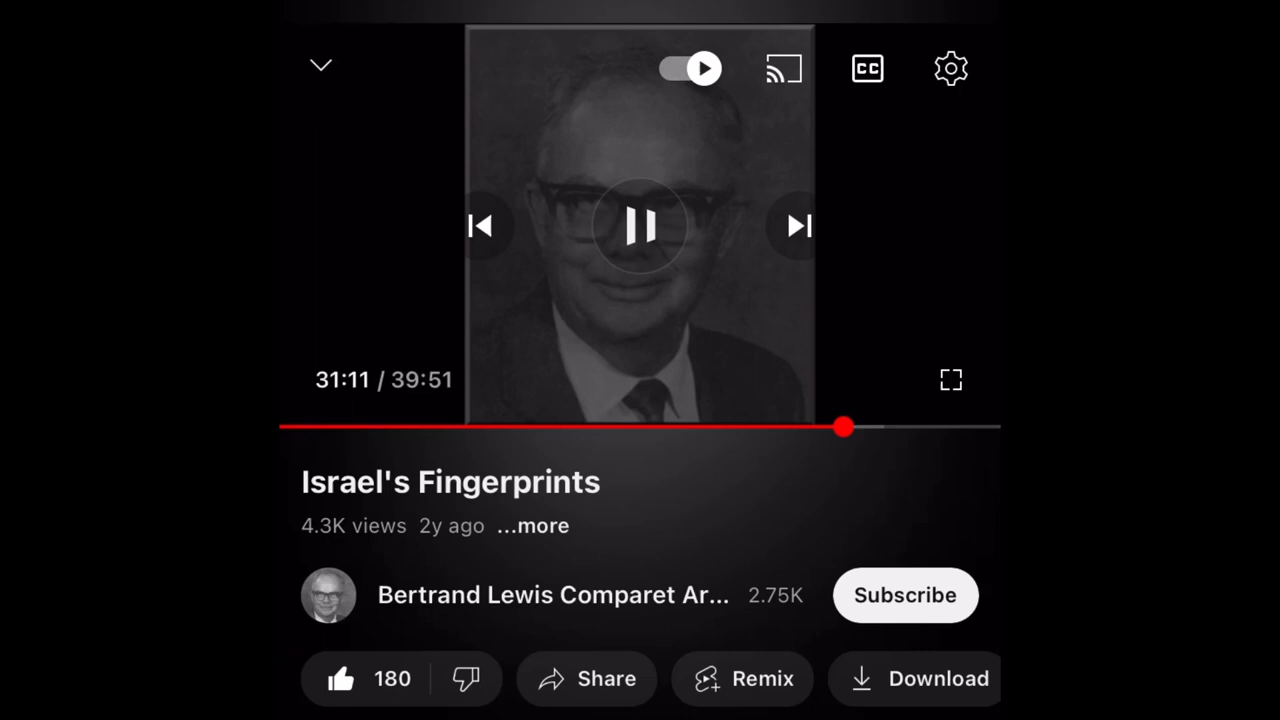 CC
31:11 / 39:51
Israel's Fingerprints
4.3K views 2y ago ...more
Bertrand Lewis Comparet Ar... 2.75K Subscribe
180 Share Remix Download